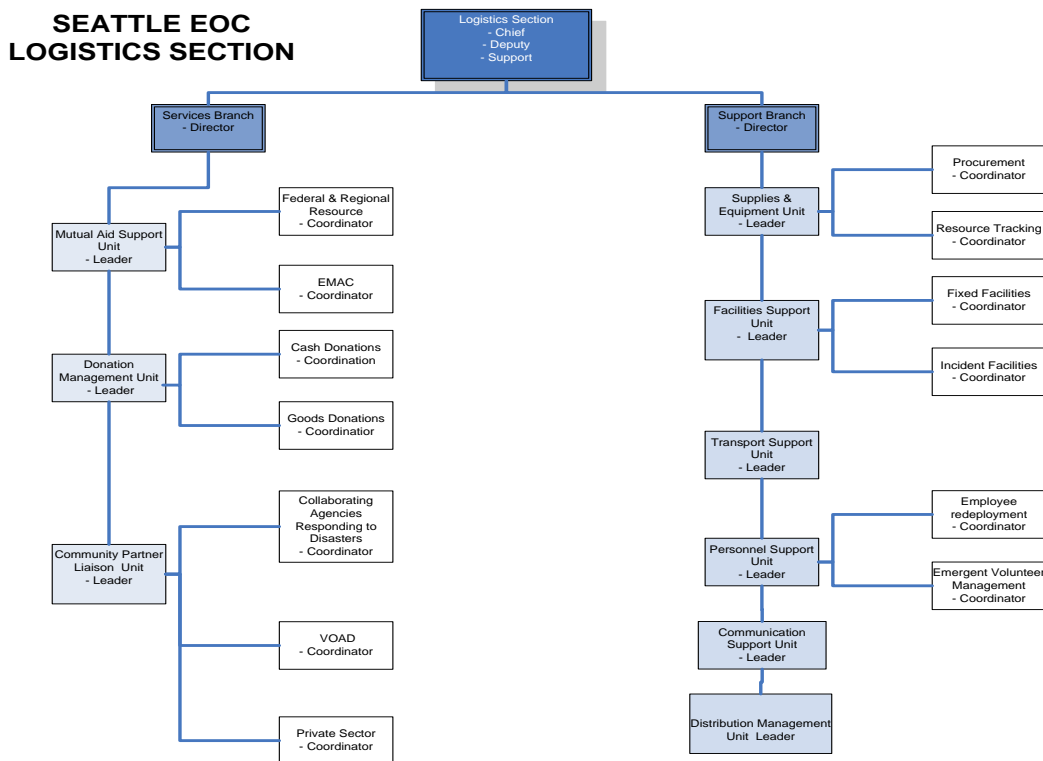 SEATTLE EOC
LOGISTICS SECTION
Logistics Section
- Chief
- Deputy
- Support
Services Branch
- Director
Support Branch
- Director
Mutual Aid Support
Unit
- Leader
Federal & Regional
Resource
- Coordinator
EMAC
- Coordinator
Donation
Management Unit
- Leader
Cash Donations
- Coordination
Goods Donations
- Coordinatior
Community Partner
Liaison  Unit
- Leader
Collaborating
Agencies
Responding to
Disasters
- Coordinator
VOAD
- Coordinator
Private Sector
- Coordinator
Supplies &
Equipment Unit
- Leader
Procurement
- Coordinator
Resource Tracking
- Coordinator
Facilities Support
Unit
-  Leader
Fixed Facilities
- Coordinator
Incident Facilities
- Coordinator
Transport Support
Unit
- Leader
Personnel Support
Unit
- Leader
Employee
redeployment
- Coordinator
Emergent Volunteer
Management
- Coordinator
Communication
Support Unit
- Leader
Distribution Management
Unit  Leader